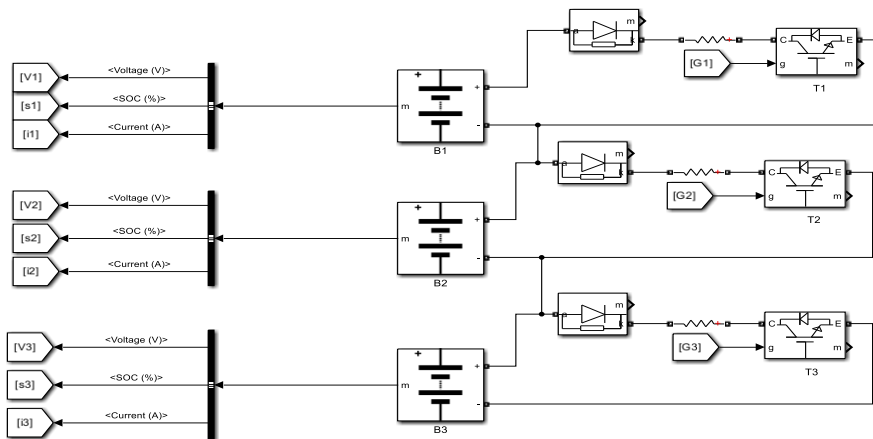 m
a
k
[V1]
<Voltage (V)>
[s1]
<SOC (%)>
[i1]
<Current (A)>
m
+
+
-
B1
[G1]
C
E
g
m
T1
m
a
k
[V2]
<Voltage (V)>
[s2]
<SOC (%)>
[i2]
<Current (A)>
m
+
+
-
B2
[G2]
+
C
E
g
m
T2
m
a
k
[V3]
<Voltage (V)>
[s3]
<SOC (%)>
[i3]
<Current (A)>
m
+
+
-
B3
[G3]
+
C
E
g
m
T3